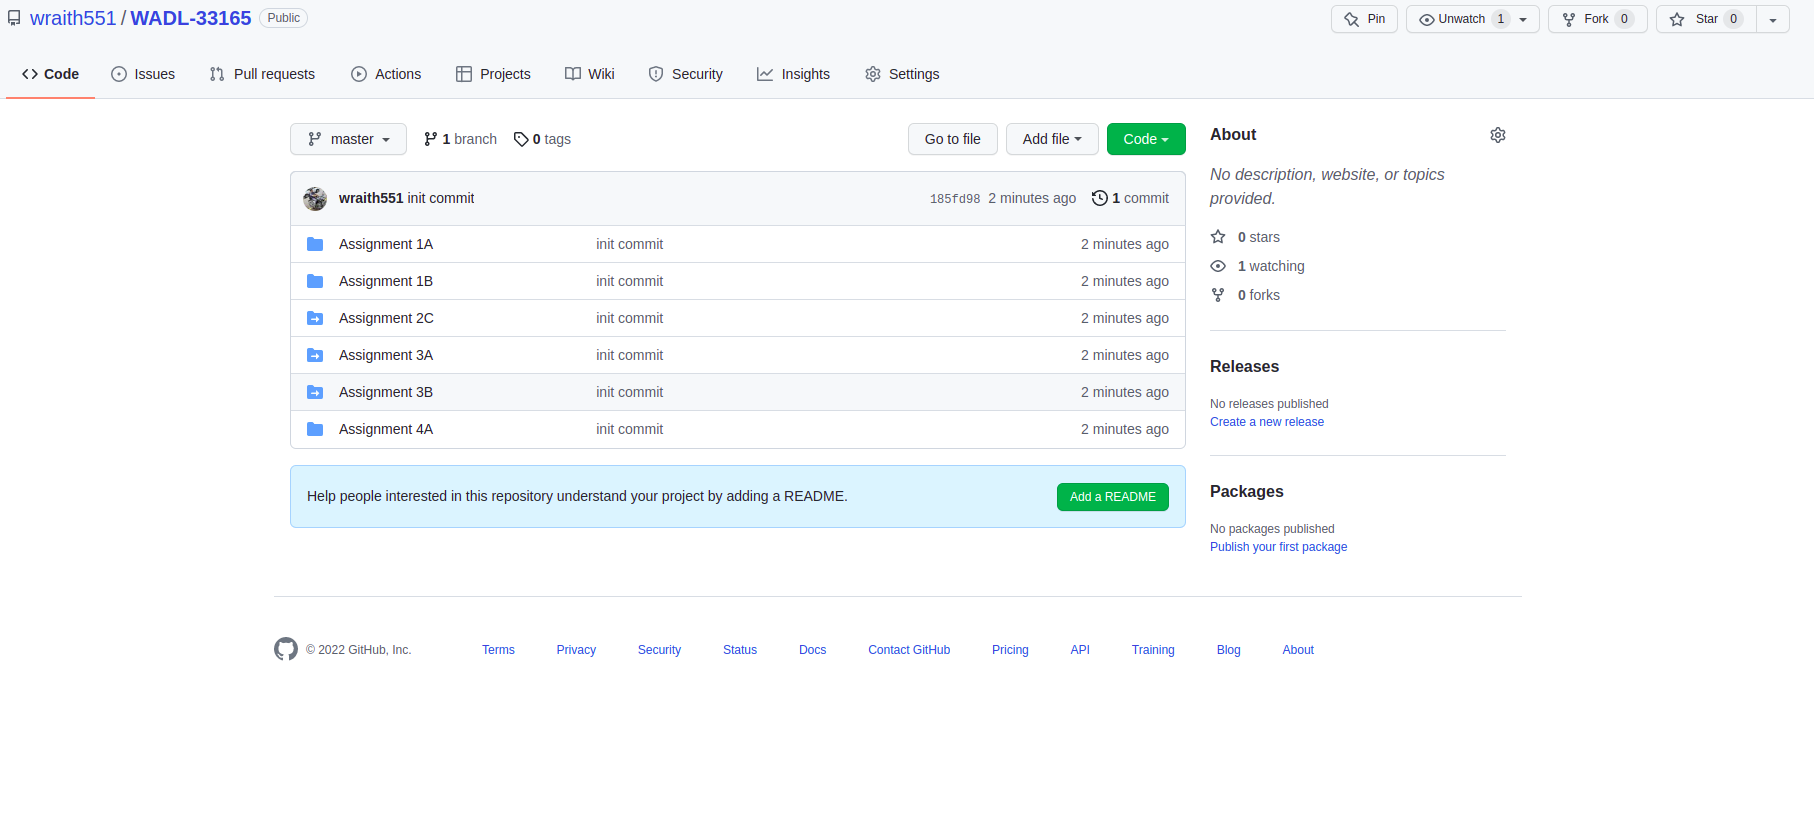 wraith551 / WADL-33165 Public
Pin Unwatch 1 Fork 0 Star 0
Code Issues Pull requests Actions Projects Wiki Security Insights Settings
master 1 branch 0 tags Go to file Add file Code
wraith551 init commit 185fd98 2 minutes ago 1 commit
Assignment 1A init commit 2 minutes ago
Assignment 1B init commit 2 minutes ago
Assignment 2C init commit 2 minutes ago
Assignment 3A init commit 2 minutes ago
Assignment 3B init commit 2 minutes ago
Assignment 4A init commit 2 minutes ago
Help people interested in this repository understand your project by adding a README. Add a README
About
No description, website, or topics
provided.
0 stars
1 watching
0 forks
Releases
No releases published
Create a new release
Packages
No packages published
Publish your first package
© 2022 GitHub, Inc. Terms Privacy Security Status Docs Contact GitHub Pricing API Training Blog About